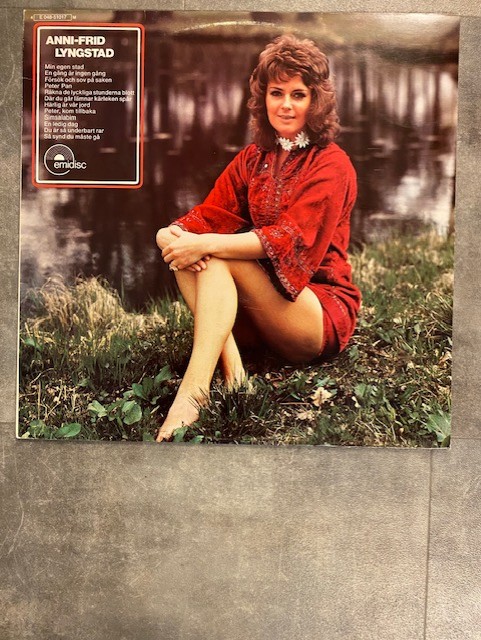 E 048-51017 M
ANNI-FRID
LYNGSTAD
Min egen stad
En gång är ingen gång
Försök och sov på saken
Peter Pan
Räkna de lyckliga stunderna blott
Där du går lämnar kärleken spår
Härlig är vår jord
Peter, kom tillbaka
Simsalabim
En ledig dag
Du är så underbart rar
Så synd du måste gå
emidisc